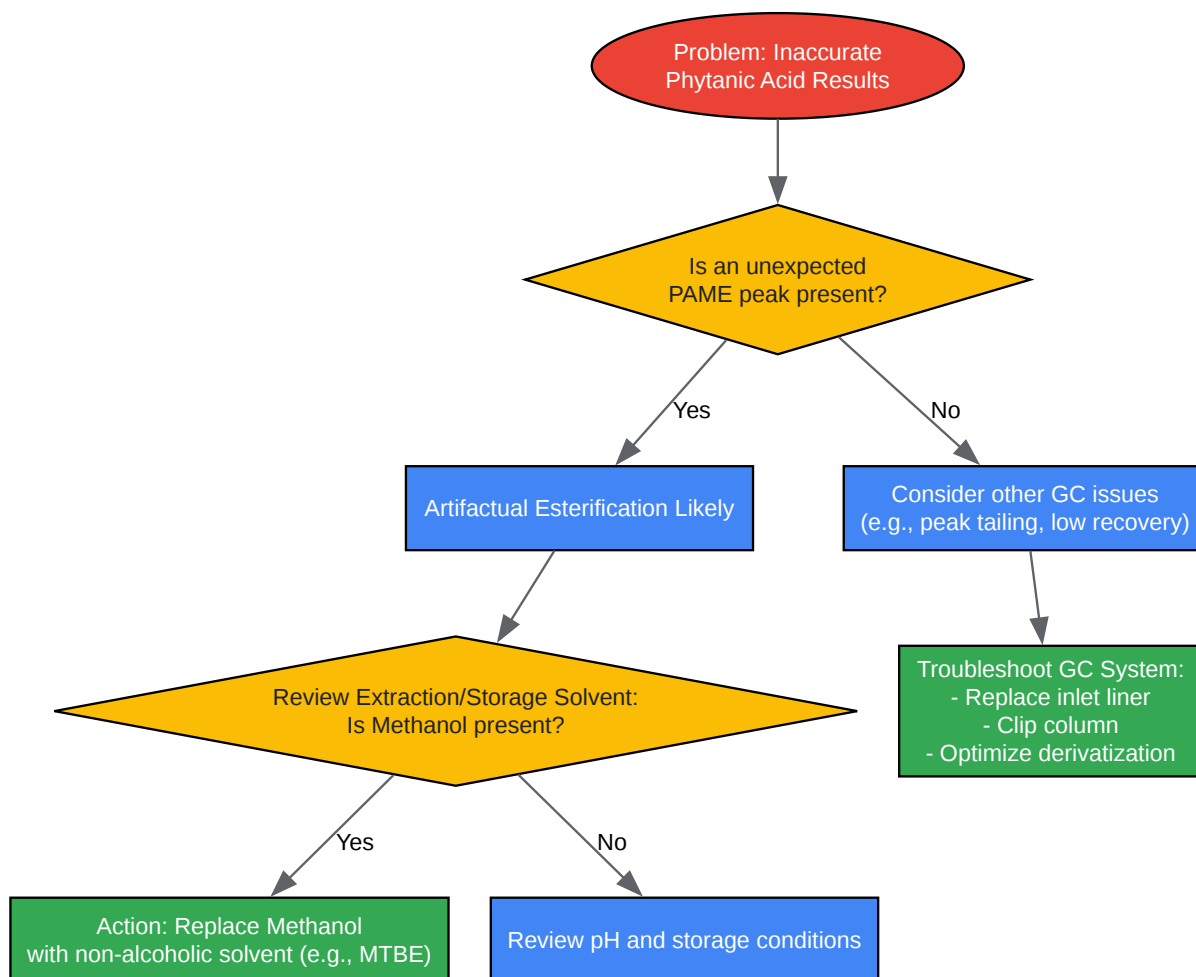 Problem: Inaccurate
Phytanic Acid Results
Is an unexpected
PAME peak present?
Yes
No
Artifactual Esterification Likely
Consider other GC issues
(e.g., peak tailing, low recovery)
Review Extraction/Storage Solvent:
Is Methanol present?
Troubleshoot GC System:
- Replace inlet liner
- Clip column
- Optimize derivatization
Yes
No
Action: Replace Methanol
with non-alcoholic solvent (e.g., MTBE)
Review pH and storage conditions